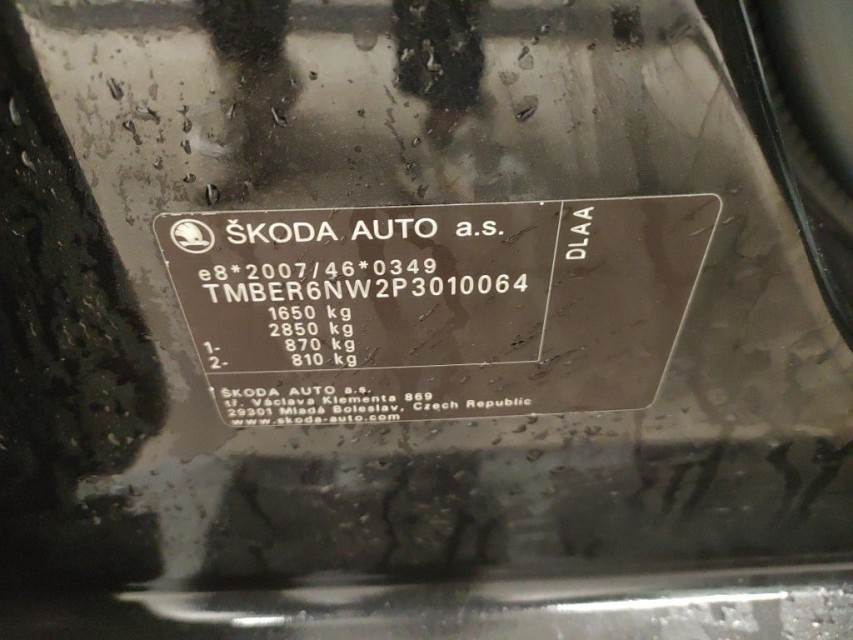 ŠKODA AUTO a.s.
e8*2007/46*0349
TMBER6NW2P3010064
1650 kg
2850 kg
1- 870 kg
2- 810 kg
DLAA
ŠKODA AUTO a.s.
tř. Václava Klementa 869
29301 Mladá Boleslav, Czech Republic
www.skoda-auto.com